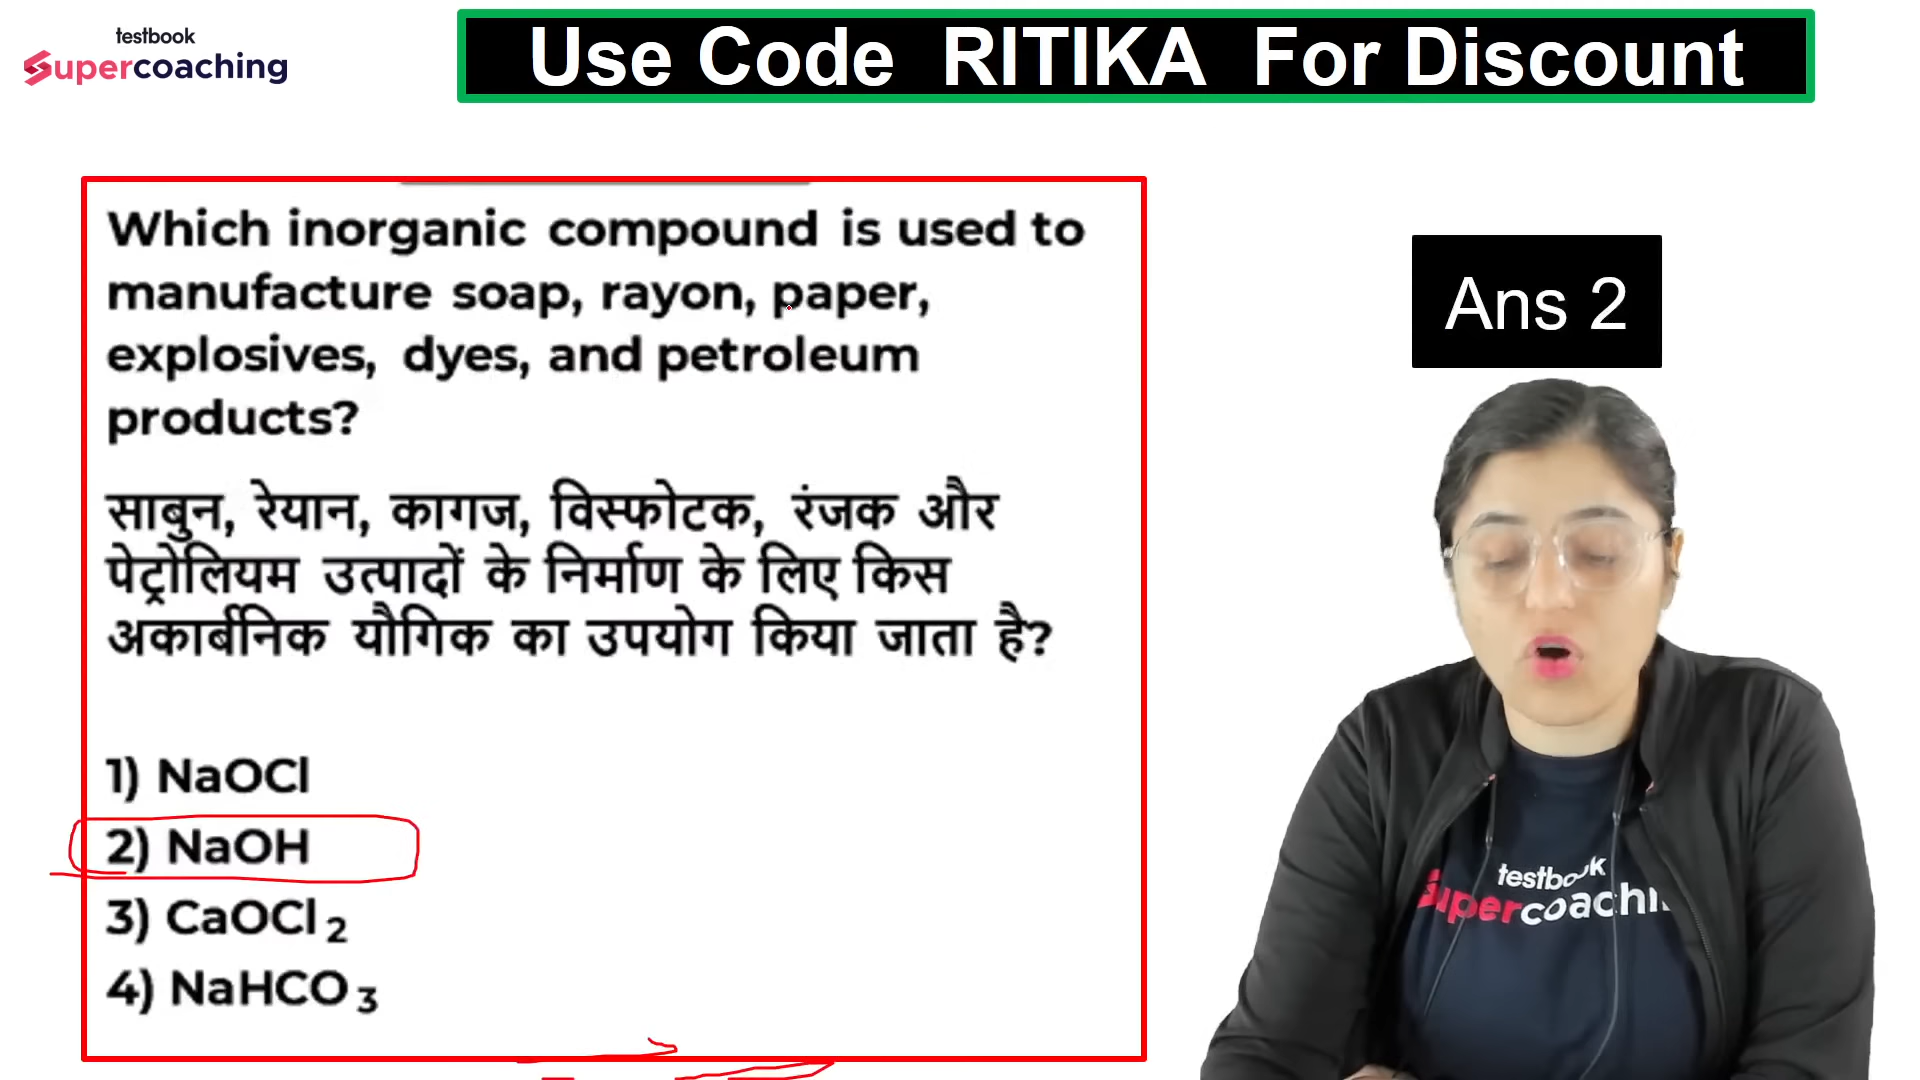 testbook
Supercoaching
Use Code RITIKA For Discount
Which inorganic compound is used to
manufacture soap, rayon, paper,
explosives, dyes, and petroleum
products?
साबुन, रेयान, कागज, विस्फोटक, रंजक और
पेट्रोलियम उत्पादों के निर्माण के लिए किस
अकार्बनिक यौगिक का उपयोग किया जाता है?
1) NaOCl
2) NaOH
3) CaOCl2
4) NaHCO3
Ans 2
testbook
Supercoachi